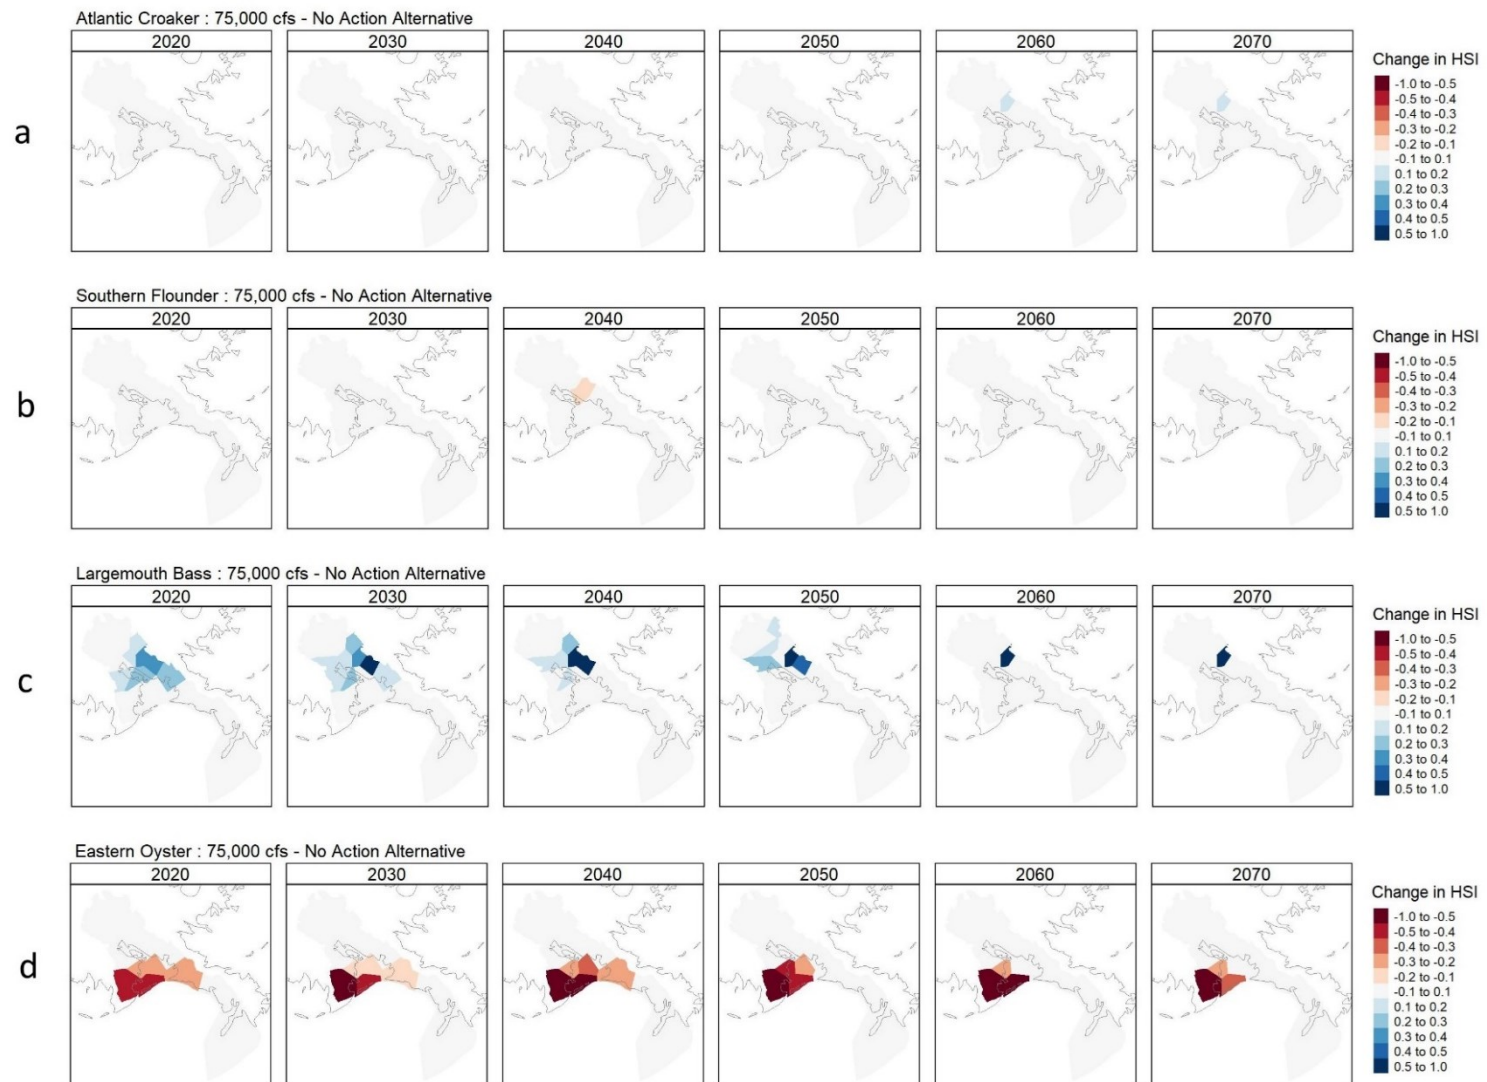 Atlantic Croaker : 75,000 cfs - No Action Alternative
2020 2030 2040 2050 2060 2070
a
Change in HSI
-1.0 to -0.5
-0.5 to -0.4
-0.4 to -0.3
-0.3 to -0.2
-0.2 to -0.1
-0.1 to 0.1
0.1 to 0.2
0.2 to 0.3
0.3 to 0.4
0.4 to 0.5
0.5 to 1.0
Southern Flounder : 75,000 cfs - No Action Alternative
2020 2030 2040 2050 2060 2070
b
Change in HSI
-1.0 to -0.5
-0.5 to -0.4
-0.4 to -0.3
-0.3 to -0.2
-0.2 to -0.1
-0.1 to 0.1
0.1 to 0.2
0.2 to 0.3
0.3 to 0.4
0.4 to 0.5
0.5 to 1.0
Largemouth Bass : 75,000 cfs - No Action Alternative
2020 2030 2040 2050 2060 2070
c
Change in HSI
-1.0 to -0.5
-0.5 to -0.4
-0.4 to -0.3
-0.3 to -0.2
-0.2 to -0.1
-0.1 to 0.1
0.1 to 0.2
0.2 to 0.3
0.3 to 0.4
0.4 to 0.5
0.5 to 1.0
Eastern Oyster : 75,000 cfs - No Action Alternative
2020 2030 2040 2050 2060 2070
d
Change in HSI
-1.0 to -0.5
-0.5 to -0.4
-0.4 to -0.3
-0.3 to -0.2
-0.2 to -0.1
-0.1 to 0.1
0.1 to 0.2
0.2 to 0.3
0.3 to 0.4
0.4 to 0.5
0.5 to 1.0